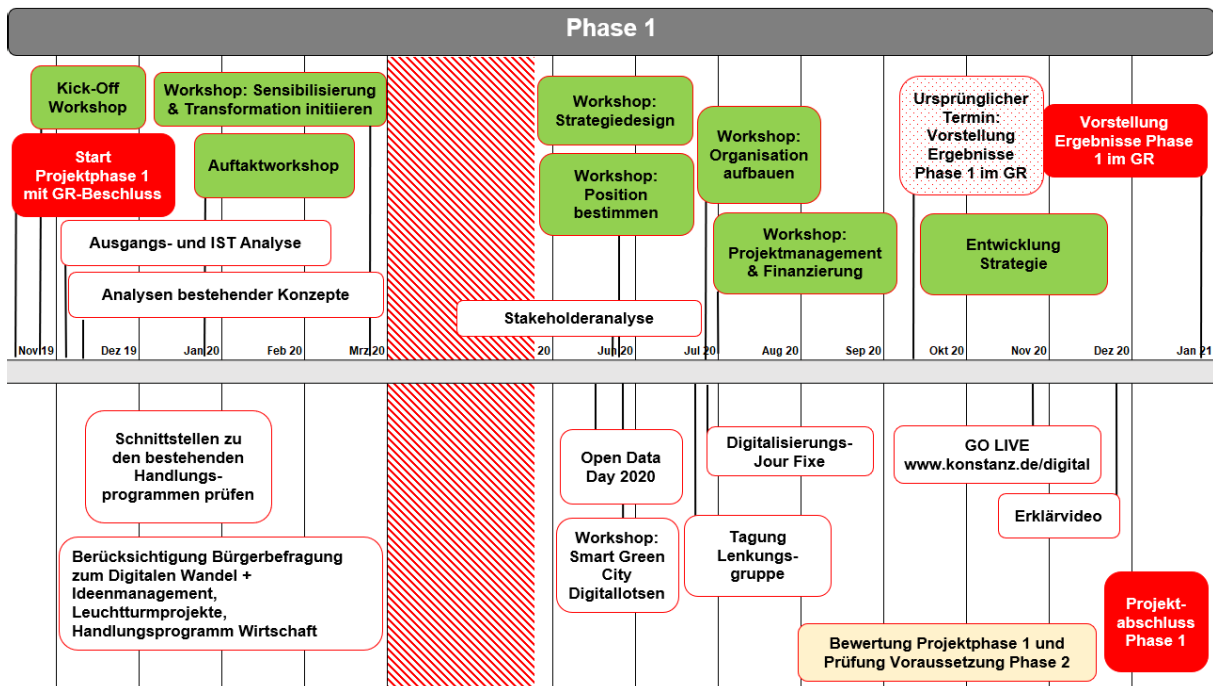 Phase 1
Kick-Off
Workshop
Workshop: Sensibilisierung
& Transformation initiieren
Start
Projektphase 1
mit GR-Beschluss
Auftaktworkshop
Ausgangs- und IST Analyse
Analysen bestehender Konzepte
Workshop:
Strategiedesign
Workshop:
Position
bestimmen
Workshop:
Organisation
aufbauen
Workshop:
Projektmanagement
& Finanzierung
Stakeholderanalyse
Ursprünglicher
Termin:
Vorstellung
Ergebnisse
Phase 1 im GR
Vorstellung
Ergebnisse Phase
1 im GR
Entwicklung
Strategie
Nov 19
Dez 19
Jan 20
Feb 20
Mrz 20
20
Jun 20
Jul 20
Aug 20
Sep 20
Okt 20
Nov 20
Dez 20
Jan 21
Schnittstellen zu
den bestehenden
Handlungs-
programmen prüfen
Berücksichtigung Bürgerbefragung
zum Digitalen Wandel +
Ideenmanagement,
Leuchtturmprojekte,
Handlungsprogramm Wirtschaft
Open Data
Day 2020
Workshop:
Smart Green
City
Digitallotsen
Digitalisierungs-
Jour Fixe
Tagung
Lenkungs-
gruppe
GO LIVE
www.konstanz.de/digital
Erklärvideo
Bewertung Projektphase 1 und
Prüfung Voraussetzung Phase 2
Projekt-
abschluss
Phase 1